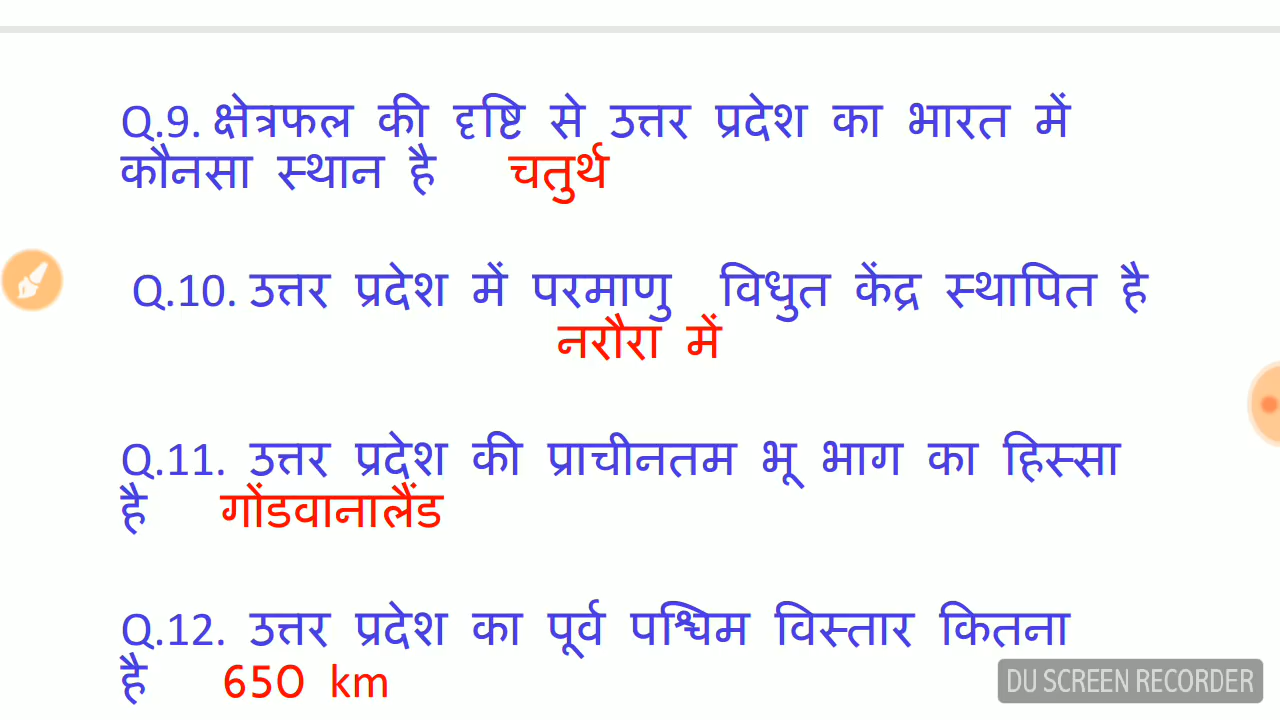 Q.9. क्षेत्रफल की दृष्टि से उत्तर प्रदेश का भारत में
कौनसा स्थान है चतुर्थ
Q.10. उत्तर प्रदेश में परमाणु विधुत केंद्र स्थापित है
नरौरा में
Q.11. उत्तर प्रदेश की प्राचीनतम भू भाग का हिस्सा
है गोंडवानालैंड
Q.12. उत्तर प्रदेश का पूर्व पश्चिम विस्तार कितना
है 650 km
DU SCREEN RECORDER